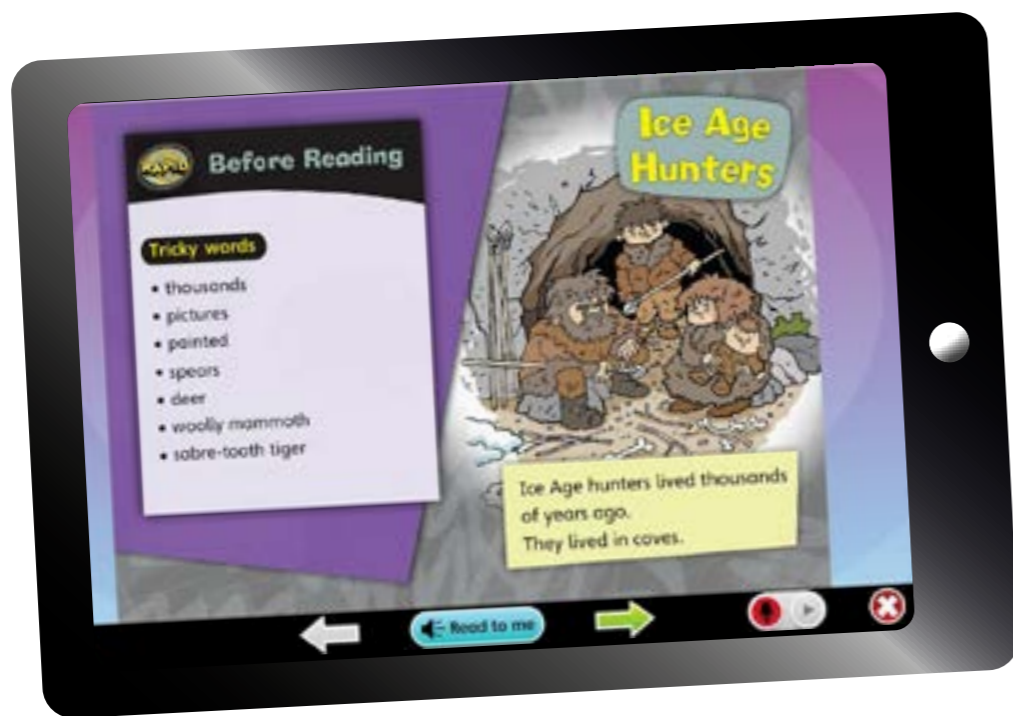 RAPID
Before Reading
Tricky words
• thousands
• pictures
• painted
• spears
• deer
• woolly mammoth
• sabre-tooth tiger
Ice Age
Hunters
Ice Age hunters lived thousands
of years ago.
They lived in caves.
Read to me